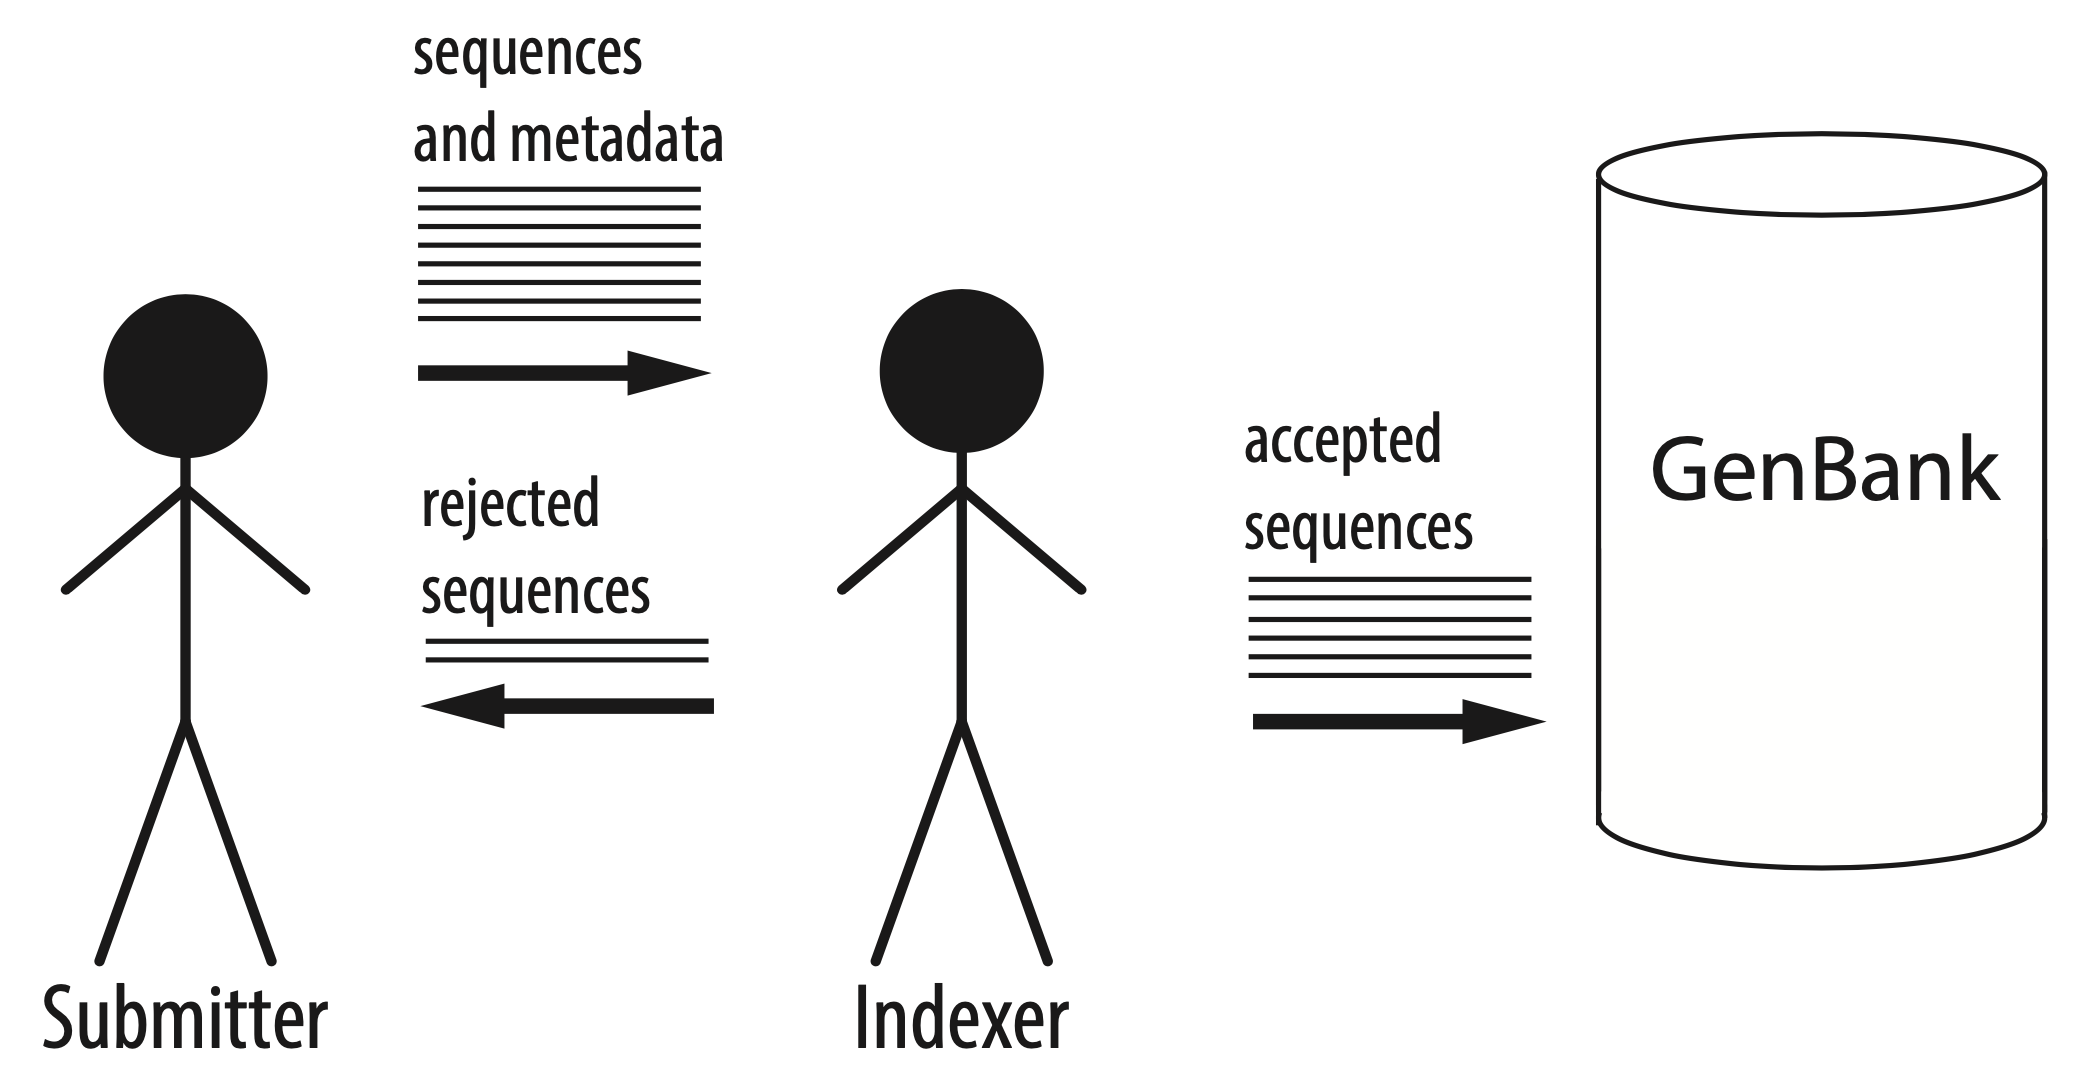 sequences
and metadata
rejected
sequences
accepted
sequences
GenBank
Submitter
Indexer